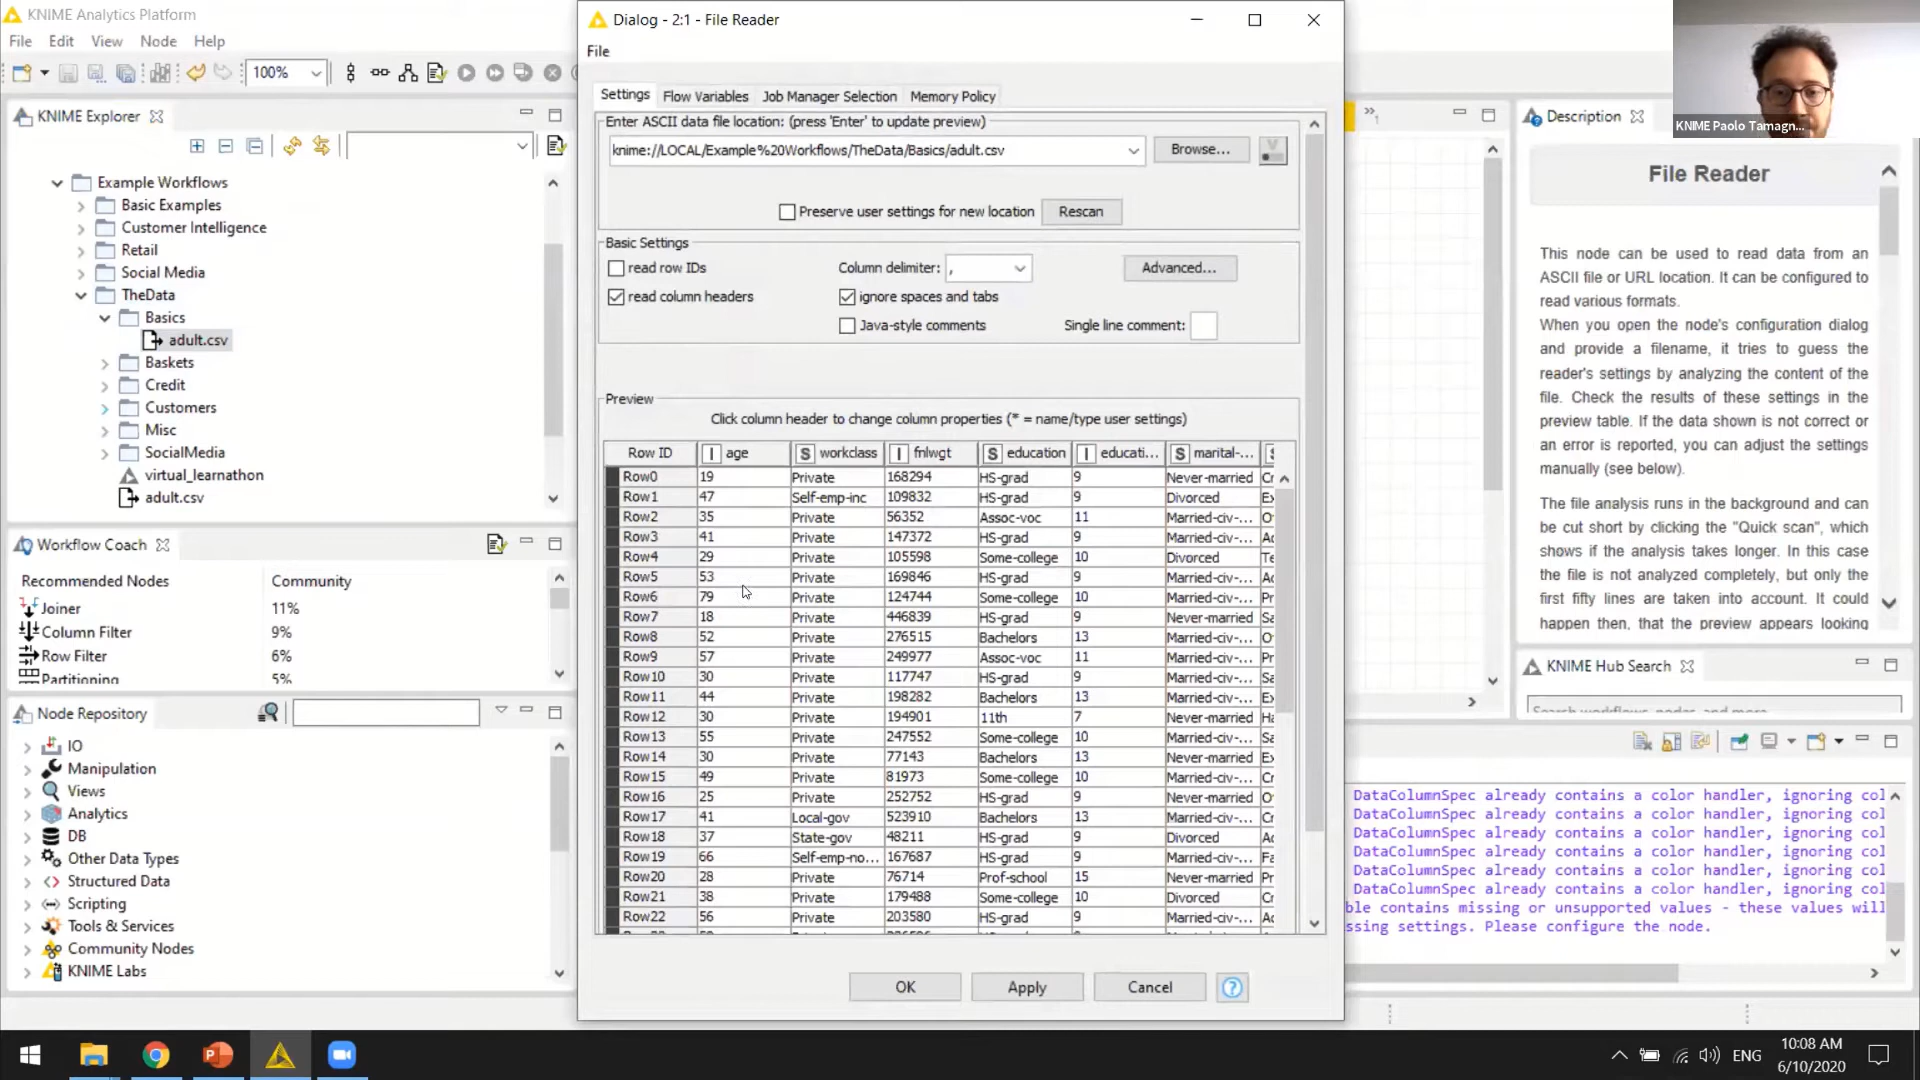 KNIME Analytics Platform
File Edit View Node Help
100%
KNIME Explorer
Example Workflows
Basic Examples
Customer Intelligence
Retail
Social Media
TheData
Basics
adult.csv
Baskets
Credit
Customers
Misc
SocialMedia
virtual_learnathon
adult.csv
Workflow Coach
Recommended Nodes Community
Joiner 11%
Column Filter 9%
Row Filter 6%
Partitioning 5%
Node Repository
IO
Manipulation
Views
Analytics
DB
Other Data Types
Structured Data
Scripting
Tools & Services
Community Nodes
KNIME Labs
Dialog - 2:1 - File Reader
File
Settings Flow Variables Job Manager Selection Memory Policy
Enter ASCII data file location: (press 'Enter' to update preview)
knime://LOCAL/Example%20Workflows/TheData/Basics/adult.csv Browse...
Preserve user settings for new location Rescan
Basic Settings
read row IDs Column delimiter: , Advanced...
read column headers ignore spaces and tabs
Java-style comments Single line comment:
Preview
Click column header to change column properties (* = name/type user settings)
Row ID I age S workclass I fnlwgt S education I educati... S marital-... S
Row0 19 Private 168294 HS-grad 9 Never-married Cr
Row1 47 Self-emp-inc 109832 HS-grad 9 Divorced Ex
Row2 35 Private 56352 Assoc-voc 11 Married-civ-... O
Row3 41 Private 147372 HS-grad 9 Married-civ-... Ac
Row4 29 Private 105598 Some-college 10 Divorced Te
Row5 53 Private 169846 HS-grad 9 Married-civ-... Ac
Row6 79 Private 124744 Some-college 10 Married-civ-... Pr
Row7 18 Private 446839 HS-grad 9 Never-married Sa
Row8 52 Private 276515 Bachelors 13 Married-civ-... O
Row9 57 Private 249977 Assoc-voc 11 Married-civ-... Pr
Row10 30 Private 117747 HS-grad 9 Married-civ-... Sa
Row11 44 Private 198282 Bachelors 13 Married-civ-... Ex
Row12 30 Private 194901 11th 7 Never-married Ha
Row13 55 Private 247552 Some-college 10 Married-civ-... Sa
Row14 30 Private 77143 Bachelors 13 Never-married Ex
Row15 49 Private 81973 Some-college 10 Married-civ-... Cr
Row16 25 Private 252752 HS-grad 9 Never-married O
Row17 41 Local-gov 523910 Bachelors 13 Married-civ-... Cr
Row18 37 State-gov 48211 HS-grad 9 Divorced Ac
Row19 66 Self-emp-no... 167687 HS-grad 9 Married-civ-... Fa
Row20 28 Private 76714 Prof-school 15 Never-married Pr
Row21 38 Private 179488 Some-college 10 Divorced Cr
Row22 56 Private 203580 HS-grad 9 Married-civ-... Ac
OK Apply Cancel
KNIME Paolo Tamagn...
Description
File Reader
This node can be used to read data from an
ASCII file or URL location. It can be configured to
read various formats.
When you open the node's configuration dialog
and provide a filename, it tries to guess the
reader's settings by analyzing the content of the
file. Check the results of these settings in the
preview table. If the data shown is not correct or
an error is reported, you can adjust the settings
manually (see below).
The file analysis runs in the background and can
be cut short by clicking the "Quick scan", which
shows if the analysis takes longer. In this case
the file is not analyzed completely, but only the
first fifty lines are taken into account. It could
happen then, that the preview appears looking
KNIME Hub Search
Search workflows, nodes, and more...
DataColumnSpec already contains a color handler, ignoring col
DataColumnSpec already contains a color handler, ignoring col
DataColumnSpec already contains a color handler, ignoring col
DataColumnSpec already contains a color handler, ignoring col
DataColumnSpec already contains a color handler, ignoring col
DataColumnSpec already contains a color handler, ignoring col
ble contains missing or unsupported values - these values will
ssing settings. Please configure the node.
ENG
10:08 AM
6/10/2020